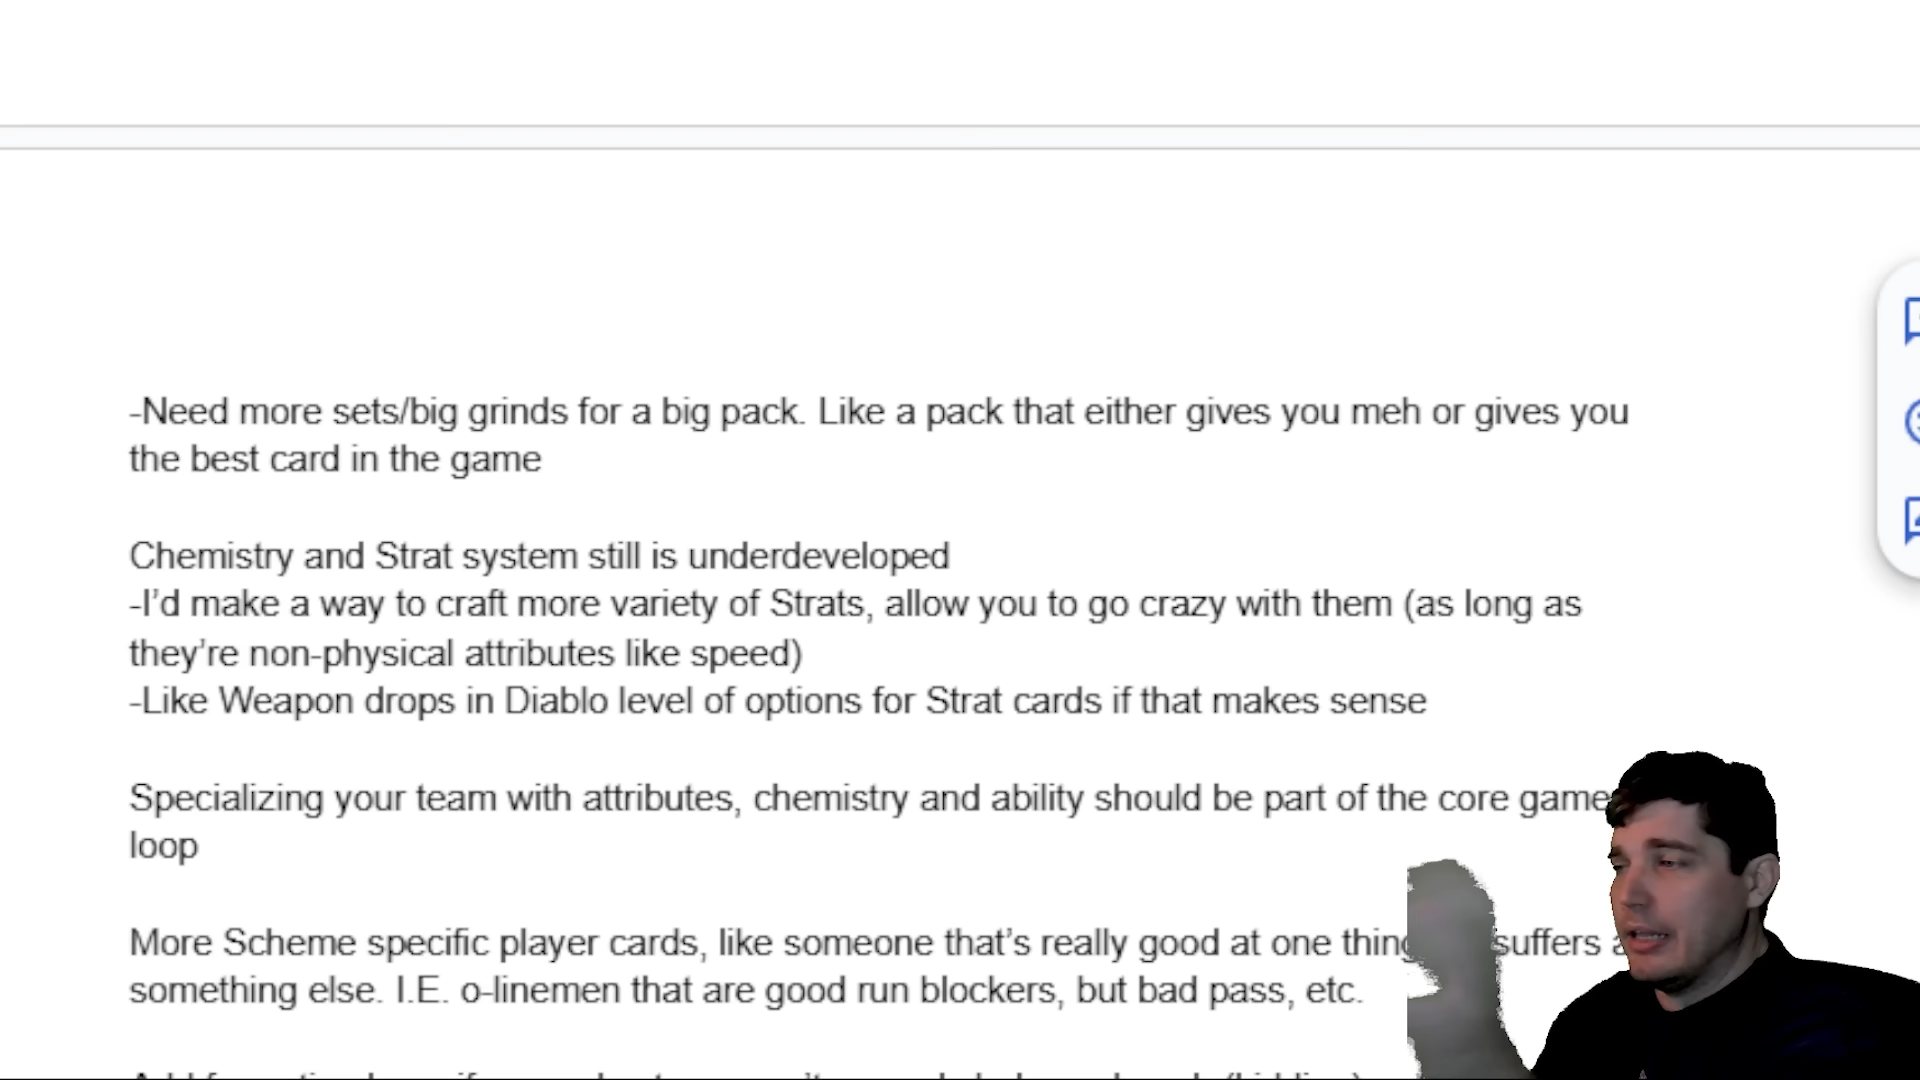 -Need more sets/big grinds for a big pack. Like a pack that either gives you meh or gives you
the best card in the game
Chemistry and Strat system still is underdeveloped
-I'd make a way to craft more variety of Strats, allow you to go crazy with them (as long as
they're non-physical attributes like speed)
-Like Weapon drops in Diablo level of options for Strat cards if that makes sense
Specializing your team with attributes, chemistry and ability should be part of the core game
loop
More Scheme specific player cards, like someone that's really good at one thing suffers
something else. I.E. o-linemen that are good run blockers, but bad pass, etc.